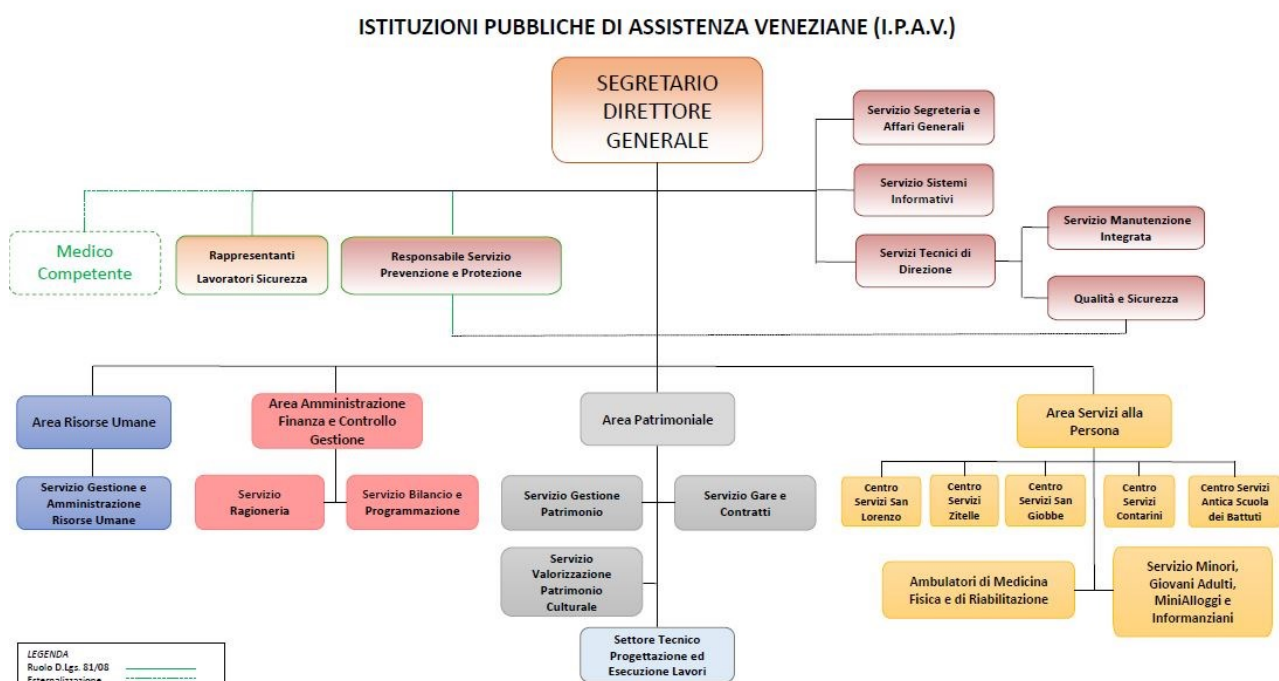 ISTITUZIONI PUBBLICHE DI ASSISTENZA VENEZIANE (I.P.A.V.)
SEGRETARIO
DIRETTORE
GENERALE
Servizio Segreteria e
Affari Generali
Servizio Sistemi
Informativi
Servizi Tecnici di
Direzione
Servizio Manutenzione
Integrata
Qualità e Sicurezza
Medico
Competente
Rappresentanti
Lavoratori Sicurezza
Responsabile Servizio
Prevenzione e Protezione
Area Risorse Umane
Area Amministrazione
Finanza e Controllo
Gestione
Area Patrimoniale
Area Servizi alla
Persona
Servizio Gestione e
Amministrazione
Risorse Umane
Servizio
Ragioneria
Servizio Bilancio e
Programmazione
Servizio Gestione
Patrimonio
Servizio Gare e
Contratti
Servizio
Valorizzazione
Patrimonio
Culturale
Settore Tecnico
Progettazione ed
Esecuzione Lavori
Centro
Servizi San
Lorenzo
Centro
Servizi
Zitelle
Centro
Servizi San
Giobbe
Centro
Servizi
Contarini
Centro Servizi
Antica Scuola
dei Battuti
Ambulatori di Medicina
Fisica e di Riabilitazione
Servizio Minori,
Giovani Adulti,
MiniAlloggi e
Informanziani
LEGENDA
Ruolo D.Lgs. 81/08
Esternalizzazione